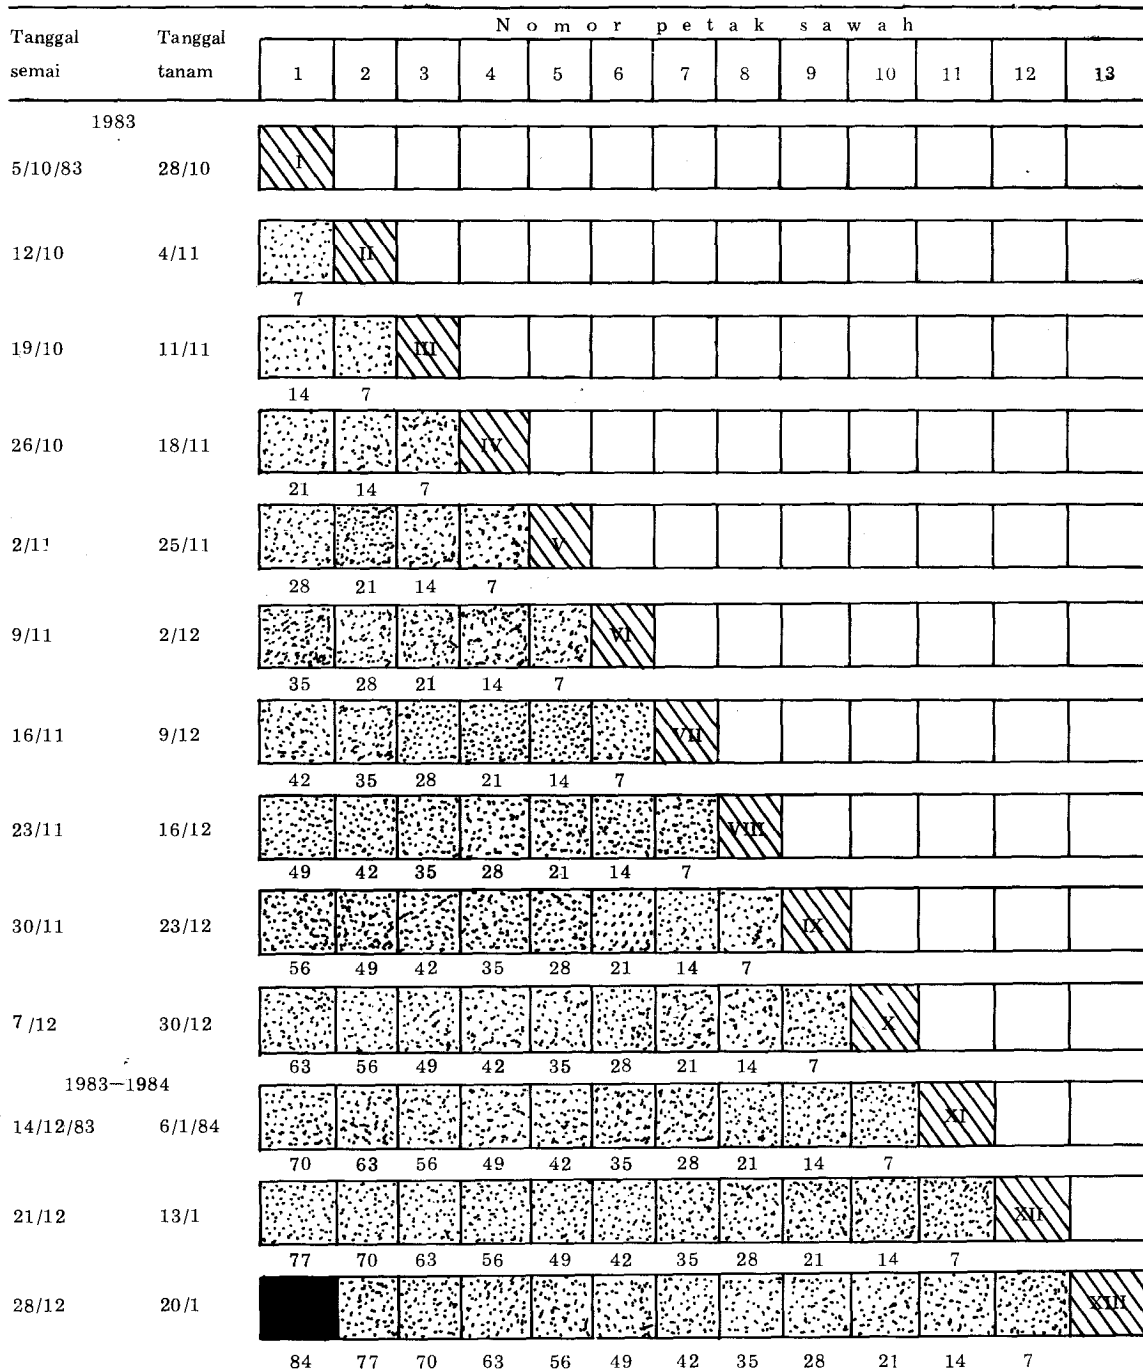 N o m o r p e t a k s a w a h
Tanggal Tanggal
semai tanam 1 2 3 4 5 6 7 8 9 10 11 12 13
1983
5/10/83 28/10 I
12/10 4/11 II
7
19/10 11/11 III
14 7
26/10 18/11 IV
21 14 7
2/11 25/11 V
28 21 14 7
9/11 2/12 VI
35 28 21 14 7
16/11 9/12 VII
42 35 28 21 14 7
23/11 16/12 VIII
49 42 35 28 21 14 7
30/11 23/12 IX
56 49 42 35 28 21 14 7
7/12 30/12 X
63 56 49 42 35 28 21 14 7
1983—1984
14/12/83 6/1/84 XI
70 63 56 49 42 35 28 21 14 7
21/12 13/1 XII
77 70 63 56 49 42 35 28 21 14 7
28/12 20/1 XIII
84 77 70 63 56 49 42 35 28 21 14 7